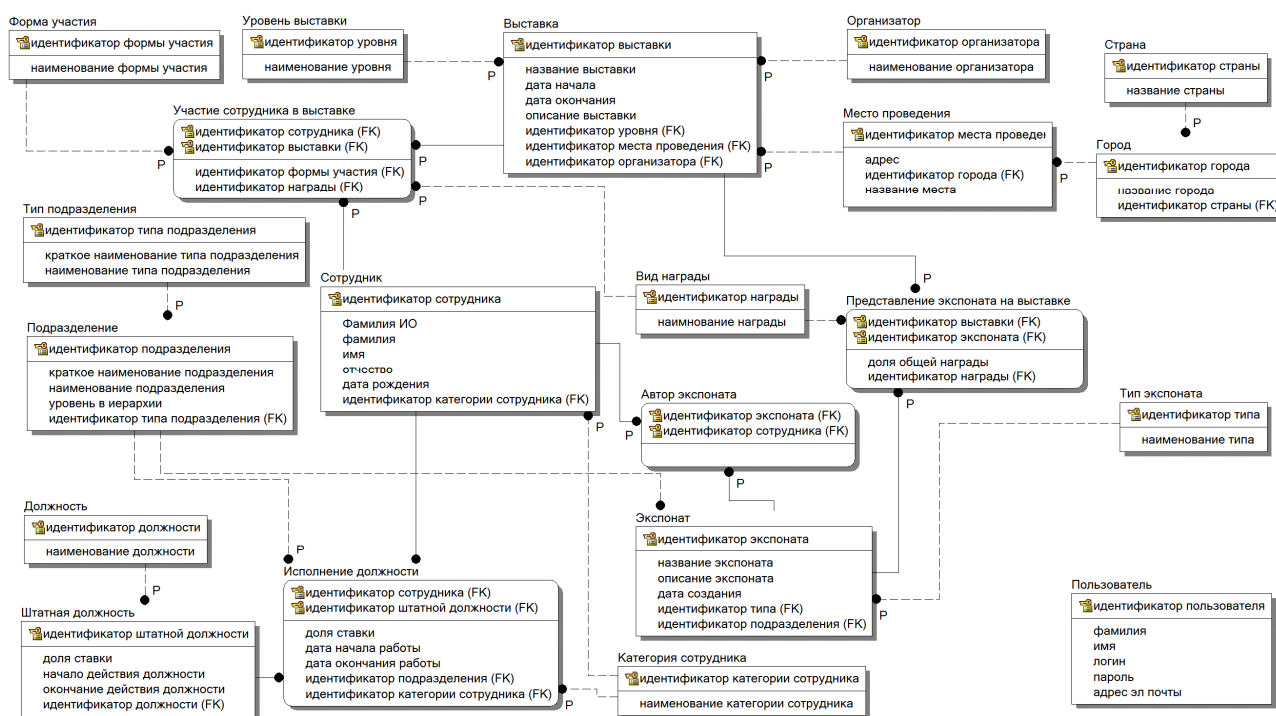 Форма участия
идентификатор формы участия
наименование формы участия
Уровень выставки
идентификатор уровня
наименование уровня
P
Выставка
идентификатор выставки
название выставки
дата начала
дата окончания
описание выставки
идентификатор уровня (FK)
идентификатор места проведения (FK)
идентификатор организатора (FK)
P
P
Организатор
идентификатор организатора
наименование организатора
Страна
идентификатор страны
название страны
P
Место проведения
идентификатор места проведе
адрес
идентификатор города (FK)
название места
P
Город
идентификатор города
название города
идентификатор страны (FK)
Участие сотрудника в выставке
идентификатор сотрудника (FK)
идентификатор выставки (FK)
идентификатор формы участия (FK)
идентификатор награды (FK)
P
P
P
P
Тип подразделения
идентификатор типа подразделения
краткое наименование типа подразделения
наименование типа подразделения
P
Подразделение
идентификатор подразделения
краткое наименование подразделения
наименование подразделения
уровень в иерархии
идентификатор типа подразделения (FK)
Сотрудник
идентификатор сотрудника
Фамилия ИО
фамилия
имя
отчество
дата рождения
идентификатор категории сотрудника (FK)
P
Вид награды
идентификатор награды
наимнование награды
P
Представление экспоната на выставке
идентификатор выставки (FK)
идентификатор экспоната (FK)
доля общей награды
идентификатор награды (FK)
P
P
Автор экспоната
идентификатор экспоната (FK)
идентификатор сотрудника (FK)
P
P
Тип экспоната
идентификатор типа
наименование типа
Должность
идентификатор должности
наименование должности
P
Штатная должность
идентификатор штатной должности
доля ставки
начало действия должности
окончание действия должности
идентификатор должности (FK)
P
Исполнение должности
идентификатор сотрудника (FK)
идентификатор штатной должности (FK)
доля ставки
дата начала работы
дата окончания работы
идентификатор подразделения (FK)
идентификатор категории сотрудника (FK)
P
Экспонат
идентификатор экспоната
название экспоната
описание экспоната
дата создания
идентификатор типа (FK)
идентификатор подразделения (FK)
P
Категория сотрудника
идентификатор категории сотрудника
наименование категории сотрудника
Пользователь
идентификатор пользователя
фамилия
имя
логин
пароль
адрес эл почты